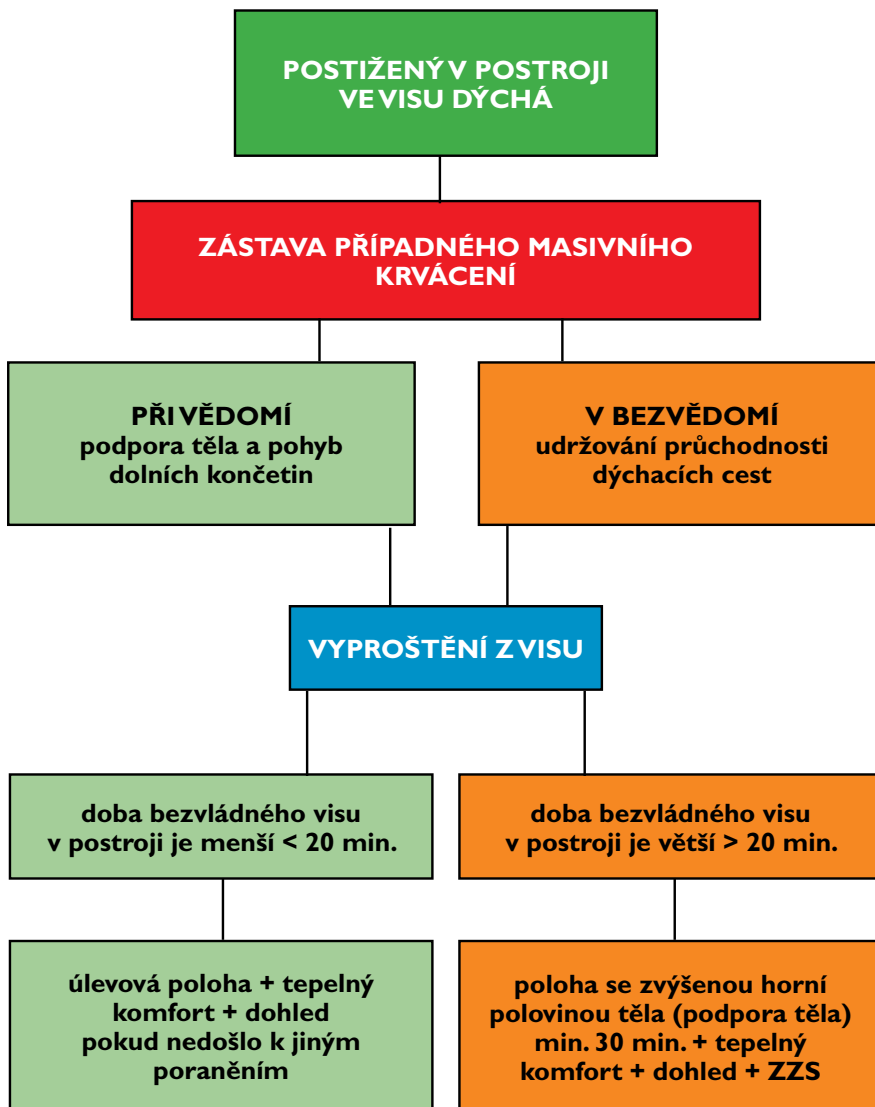 POSTIŽENÝ V POSTROJI
VE VISU DÝCHÁ
ZÁSTAVA PŘÍPADNÉHO MASIVNÍHO
KRVÁCENÍ
PŘI VĚDOMÍ
podpora těla a pohyb
dolních končetin
V BEZVĚDOMÍ
udržování průchodnosti
dýchacích cest
VYPROŠTĚNÍ Z VISU
doba bezvládného visu
v postroji je menší < 20 min.
doba bezvládného visu
v postroji je větší > 20 min.
úlevová poloha + tepelný
komfort + dohled
pokud nedošlo k jiným
poraněním
poloha se zvýšenou horní
polovinou těla (podpora těla)
min. 30 min. + tepelný
komfort + dohled + ZZS